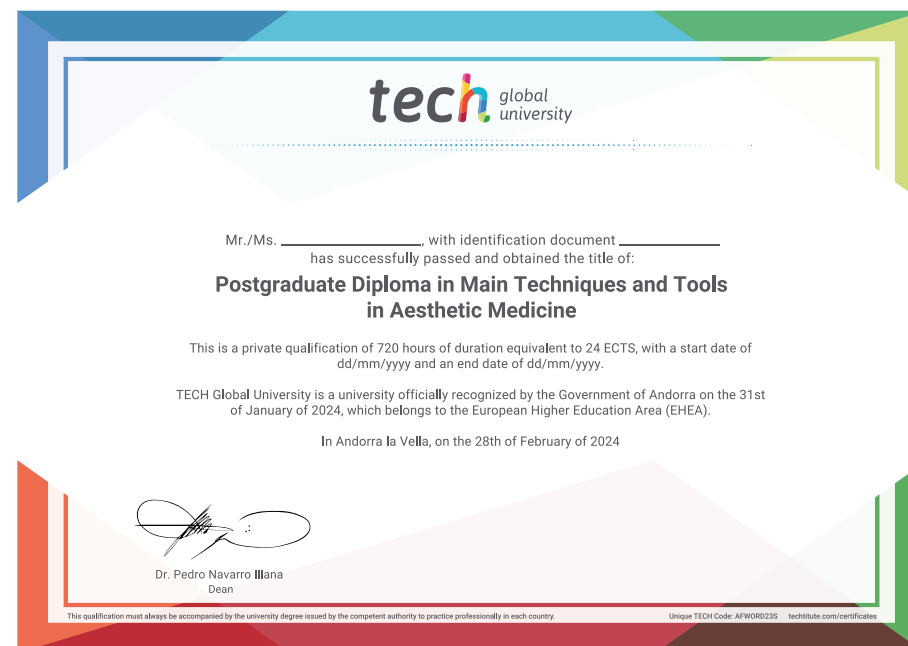 tech global university
Mr./Ms. ____________, with identification document ____________
has successfully passed and obtained the title of:
Postgraduate Diploma in Main Techniques and Tools
in Aesthetic Medicine
This is a private qualification of 720 hours of duration equivalent to 24 ECTS, with a start date of
dd/mm/yyyy and an end date of dd/mm/yyyy.
TECH Global University is a university officially recognized by the Government of Andorra on the 31st
of January of 2024, which belongs to the European Higher Education Area (EHEA).
In Andorra la Vella, on the 28th of February of 2024
Dr. Pedro Navarro Illana
Dean
This qualification must always be accompanied by the university degree issued by the competent authority to practice professionally in each country. Unique TECH Code: AFWORD23S techtitute.com/certificates